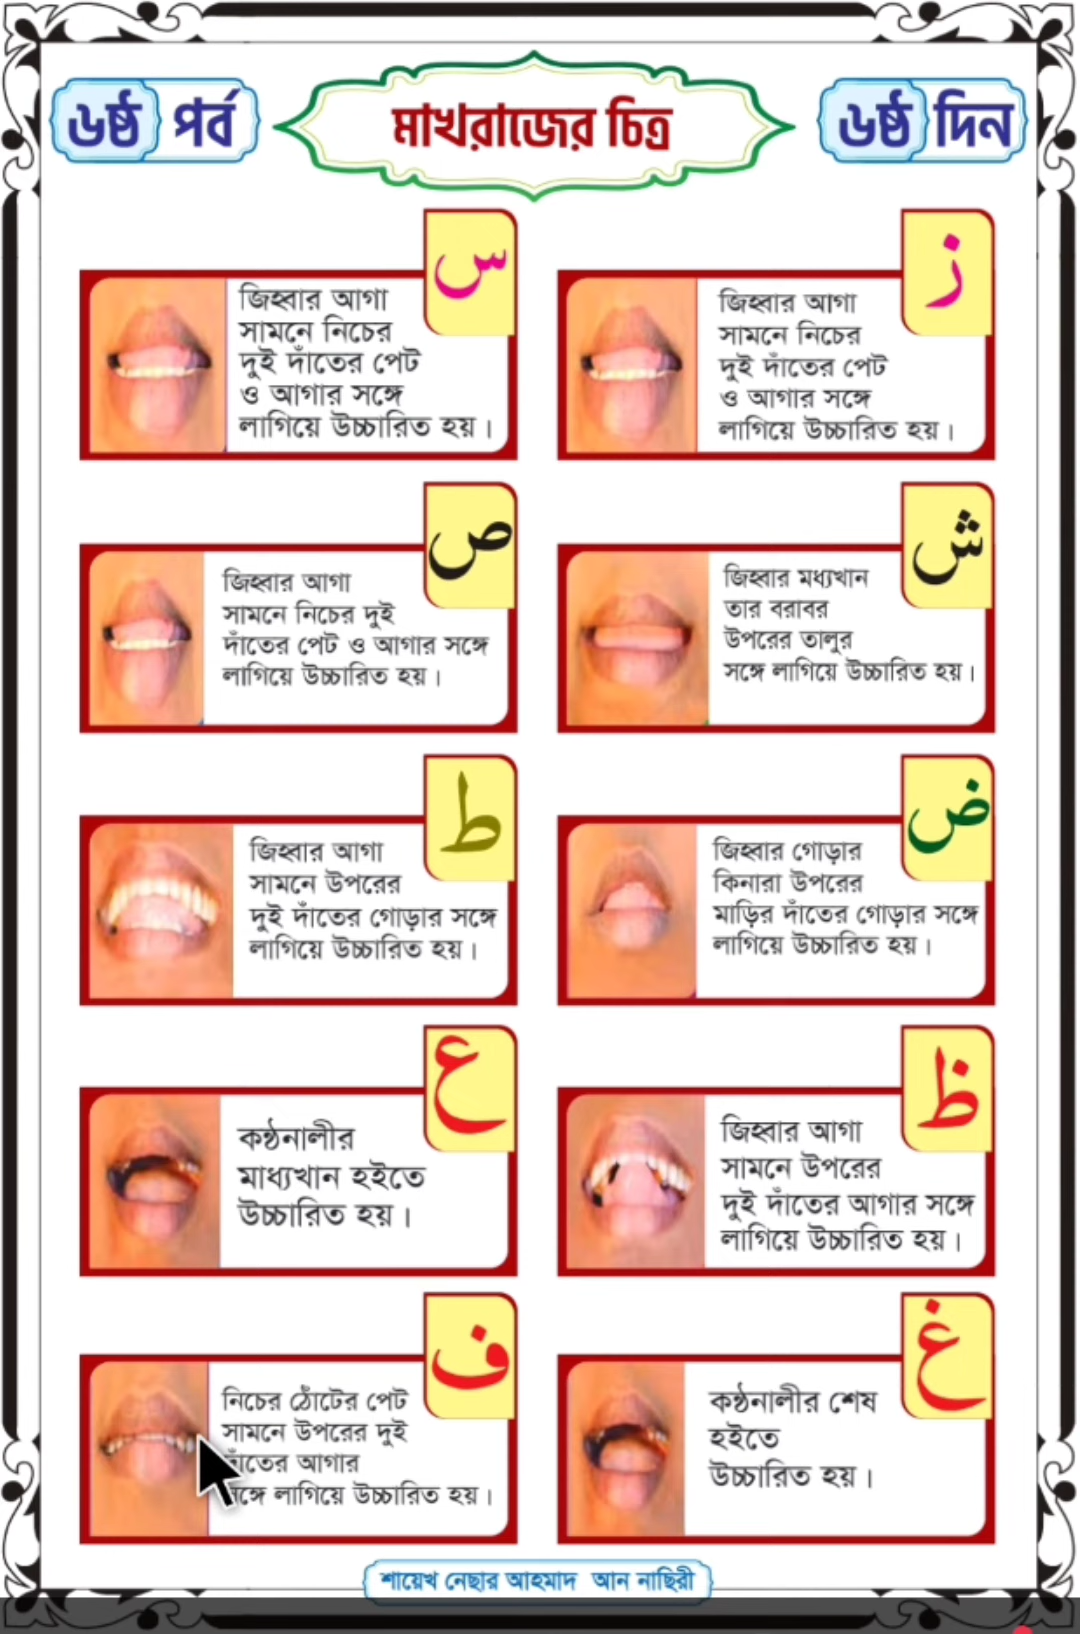 ৬ষ্ঠ পর্ব
মাখরাজের চিত্র
৬ষ্ঠ দিন
ز
জিহ্বার আগা
সামনে নিচের
দুই দাঁতের পেট
ও আগার সঙ্গে
লাগিয়ে উচ্চারিত হয়।
س
জিহ্বার আগা
সামনে নিচের
দুই দাঁতের পেট
ও আগার সঙ্গে
লাগিয়ে উচ্চারিত হয়।
ش
জিহ্বার মধ্যখান
তার বরাবর
উপরের তালুর
সঙ্গে লাগিয়ে উচ্চারিত হয়।
ص
জিহ্বার আগা
সামনে নিচের দুই
দাঁতের পেট ও আগার সঙ্গে
লাগিয়ে উচ্চারিত হয়।
ض
জিহ্বার গোড়ার
কিনারা উপরের
মাড়ির দাঁতের গোড়ার সঙ্গে
লাগিয়ে উচ্চারিত হয়।
ط
জিহ্বার আগা
সামনে উপরের
দুই দাঁতের গোড়ার সঙ্গে
লাগিয়ে উচ্চারিত হয়।
ظ
জিহ্বার আগা
সামনে উপরের
দুই দাঁতের আগার সঙ্গে
লাগিয়ে উচ্চারিত হয়।
ع
কন্ঠনালীর
মাধ্যখান হইতে
উচ্চারিত হয়।
غ
কন্ঠনালীর শেষ
হইতে
উচ্চারিত হয়।
ف
নিচের ঠোঁটের পেট
সামনে উপরের দুই
দাঁতের আগার
সঙ্গে লাগিয়ে উচ্চারিত হয়।
শায়েখ নেছার আহমাদ আন নাছিরী